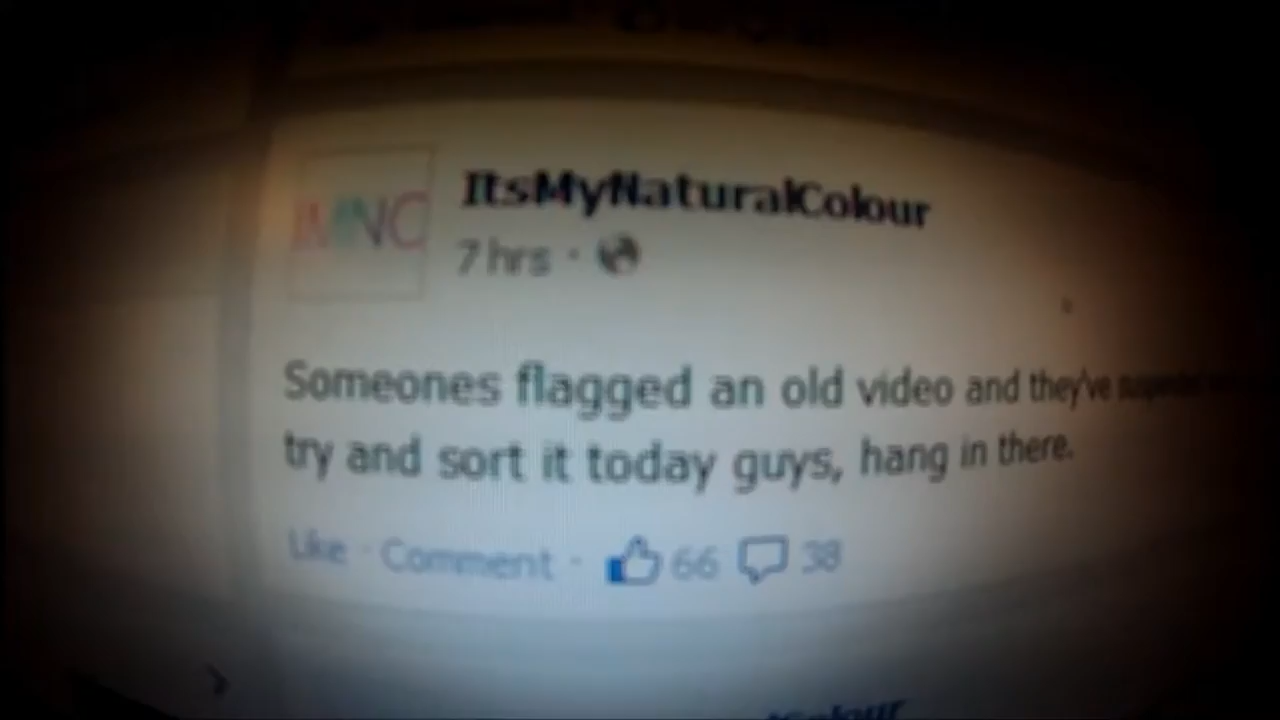 IMNC
ItsMyNaturalColour
7 hrs ·
Someones flagged an old video and they've
try and sort it today guys, hang in there.
Like · Comment · 66 38
Colour